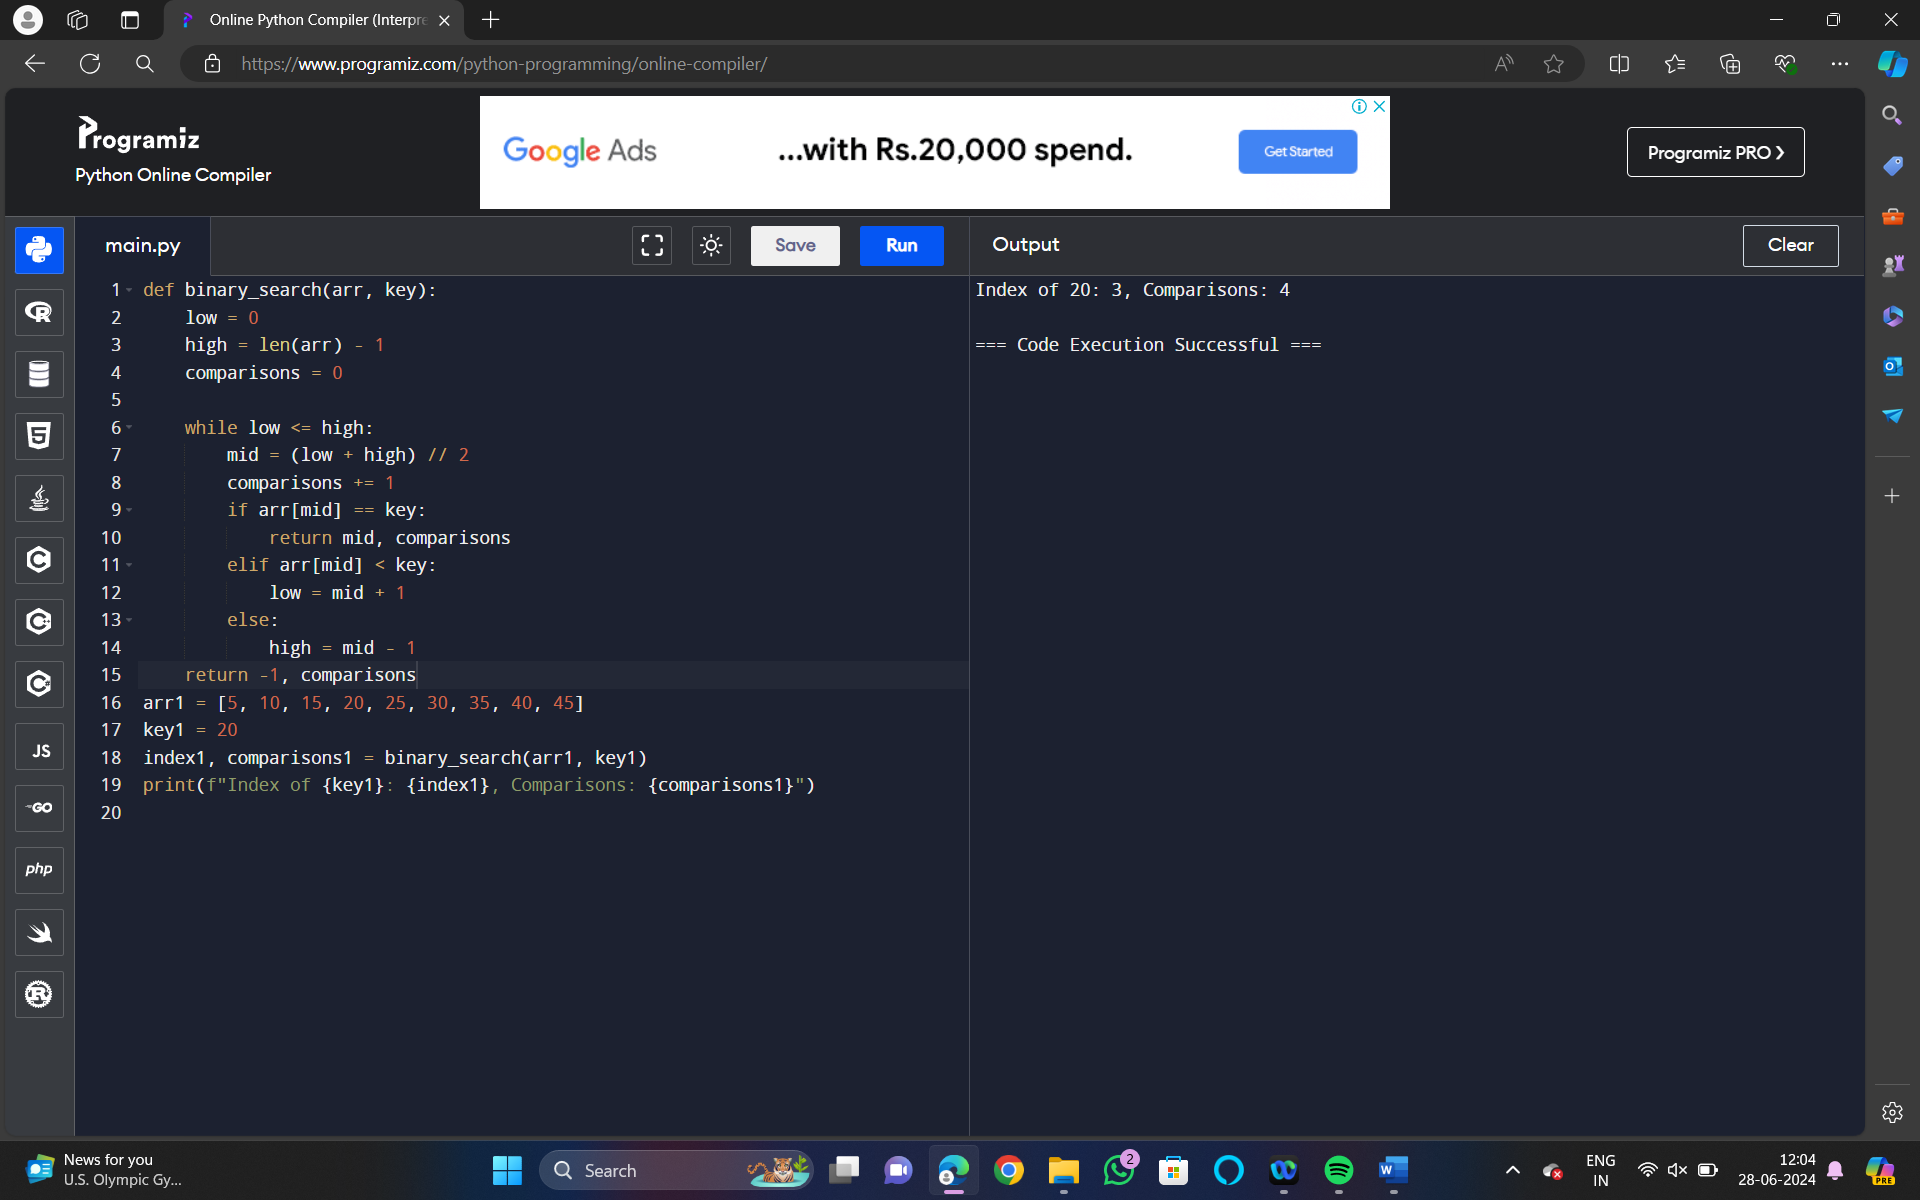 Online Python Compiler (Interpre
https://www.programiz.com/python-programming/online-compiler/
Programiz
Python Online Compiler
Google Ads
...with Rs.20,000 spend.
Get Started
Programiz PRO ❯
main.py
Save
Run
Output
Clear
1 def binary_search(arr, key):
2     low = 0
3     high = len(arr) - 1
4     comparisons = 0
5
6     while low <= high:
7         mid = (low + high) // 2
8         comparisons += 1
9         if arr[mid] == key:
10             return mid, comparisons
11         elif arr[mid] < key:
12             low = mid + 1
13         else:
14             high = mid - 1
15     return -1, comparisons
16 arr1 = [5, 10, 15, 20, 25, 30, 35, 40, 45]
17 key1 = 20
18 index1, comparisons1 = binary_search(arr1, key1)
19 print(f"Index of {key1}: {index1}, Comparisons: {comparisons1}")
20
Index of 20: 3, Comparisons: 4
=== Code Execution Successful ===
R
5
C
C
C
JS
GO
php
R
News for you
U.S. Olympic Gy...
Search
2
W
PRE
ENG
IN
12:04
28-06-2024